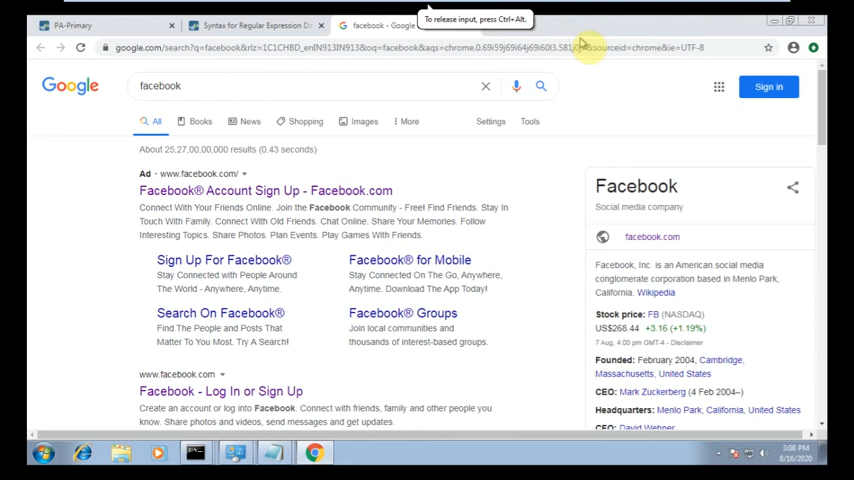 To release input, press Ctrl+Alt.
PA-Primary
Syntax for Regular Expression Da
facebook - Google
google.com/search?q=facebook&rlz=1C1CHBD_enIN913IN913&oq=facebook&aqs=chrome.0.69i59j69i64j69i60l3.581j0j4&sourceid=chrome&ie=UTF-8
Google
facebook
Sign in
All
Books
News
Shopping
Images
More
Settings
Tools
About 25,27,00,00,000 results (0.43 seconds)
Ad · www.facebook.com/
Facebook® Account Sign Up - Facebook.com
Connect With Your Friends Online. Join the Facebook Community - Free! Find Friends. Stay In
Touch With Family. Connect With Old Friends. Chat Online. Share Your Memories. Follow
Interesting Topics. Share Photos. Plan Events. Play Games With Friends.
Sign Up For Facebook®
Stay Connected with People Around
The World - Anywhere, Anytime.
Facebook® for Mobile
Stay Connected On The Go, Anywhere,
Anytime. Download The App Today!
Search On Facebook®
Find The People and Posts That
Matter To You Most. Try A Search!
Facebook® Groups
Join local communities and
thousands of interest-based groups.
www.facebook.com
Facebook - Log In or Sign Up
Create an account or log into Facebook. Connect with friends, family and other people you
know. Share photos and videos, send messages and get updates.
Facebook
Social media company
facebook.com
Facebook, Inc. is an American social media
conglomerate corporation based in Menlo Park,
California. Wikipedia
Stock price: FB (NASDAQ)
US$268.44 +3.16 (+1.19%)
7 Aug, 4:00 pm GMT-4 - Disclaimer
Founded: February 2004, Cambridge,
Massachusetts, United States
CEO: Mark Zuckerberg (4 Feb 2004–)
Headquarters: Menlo Park, California, United States
CFO: David Wehner
3:08 PM
8/16/2020